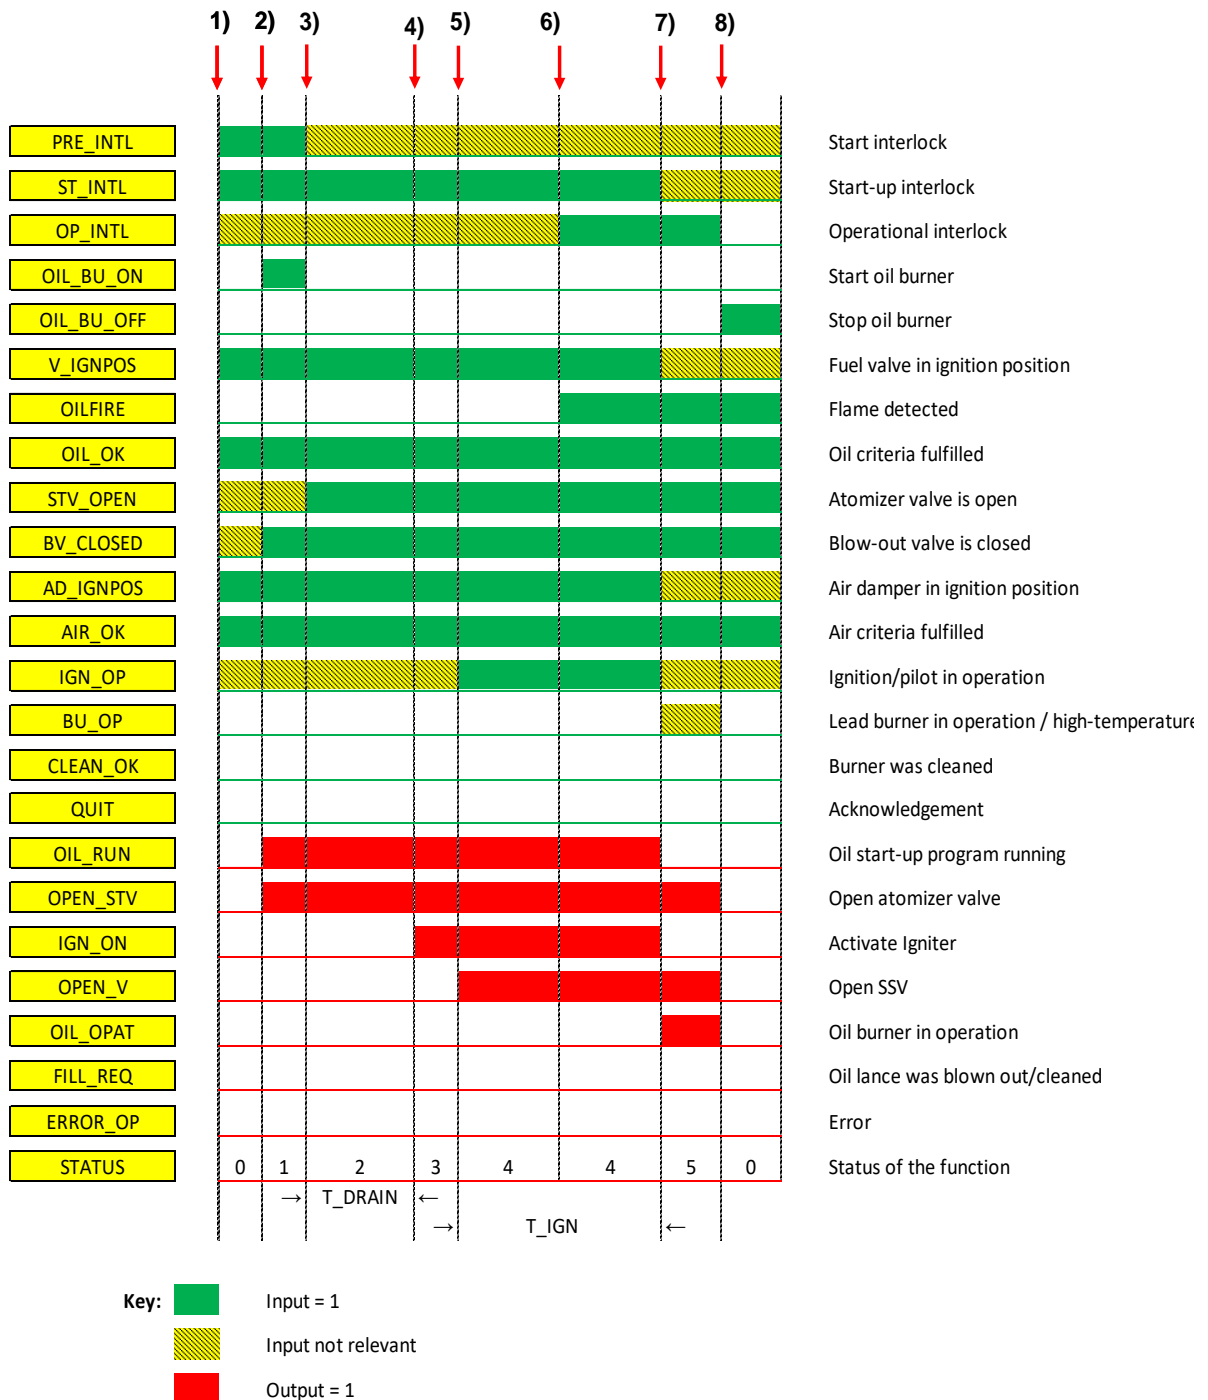 1) 2) 3) 4) 5) 6) 7) 8)
PRE_INTL Start interlock
ST_INTL Start-up interlock
OP_INTL Operational interlock
OIL_BU_ON Start oil burner
OIL_BU_OFF Stop oil burner
V_IGNPOS Fuel valve in ignition position
OILFIRE Flame detected
OIL_OK Oil criteria fulfilled
STV_OPEN Atomizer valve is open
BV_CLOSED Blow-out valve is closed
AD_IGNPOS Air damper in ignition position
AIR_OK Air criteria fulfilled
IGN_OP Ignition/pilot in operation
BU_OP Lead burner in operation / high-temperature
CLEAN_OK Burner was cleaned
QUIT Acknowledgement
OIL_RUN Oil start-up program running
OPEN_STV Open atomizer valve
IGN_ON Activate Igniter
OPEN_V Open SSV
OIL_OPAT Oil burner in operation
FILL_REQ Oil lance was blown out/cleaned
ERROR_OP Error
STATUS 0 1 2 3 4 4 5 0 Status of the function
→ T_DRAIN ←
→ T_IGN ←
Key: Input = 1
Input not relevant
Output = 1